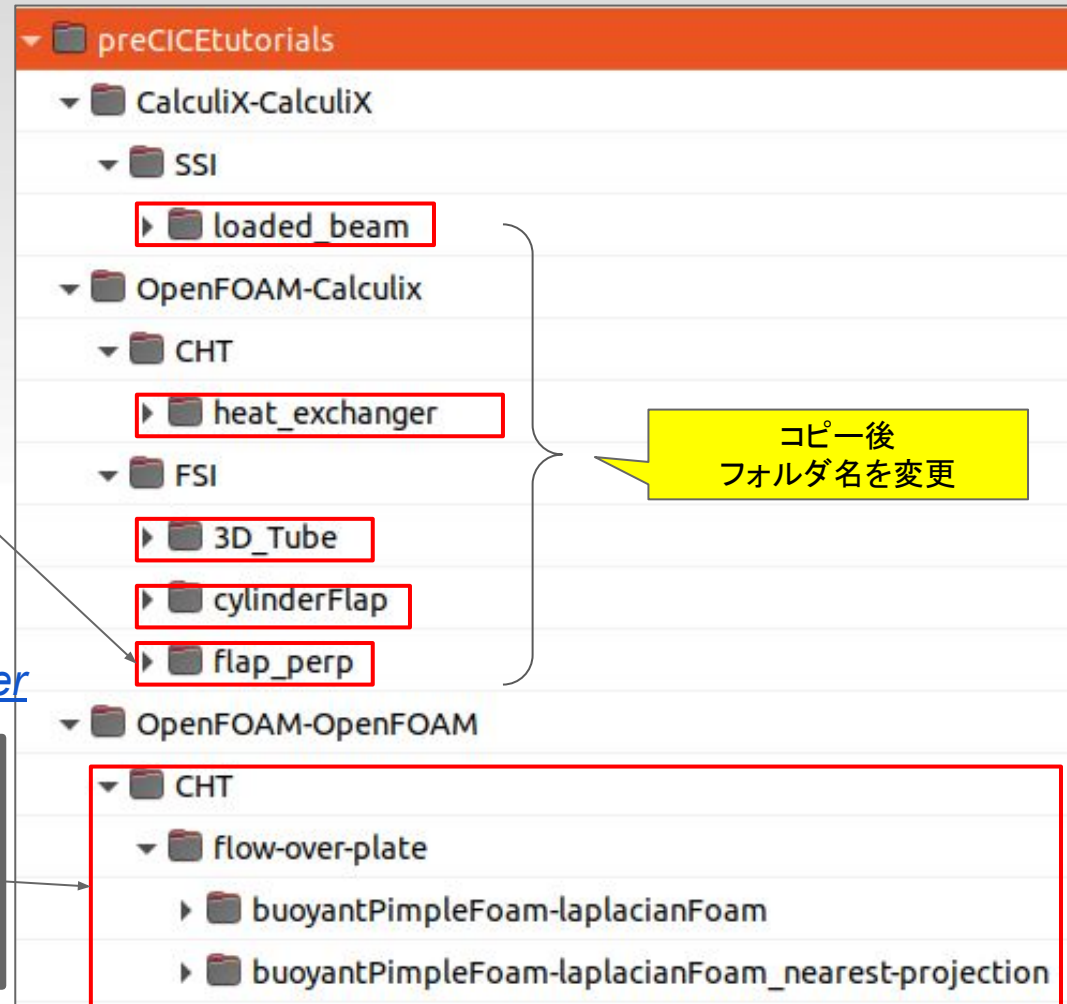 preCICEtutorials
CalculiX-CalculiX
SSI
loaded_beam
OpenFOAM-Calculix
CHT
heat_exchanger
コピー後
フォルダ名を変更
FSI
3D_Tube
cylinderFlap
flap_perp
er
OpenFOAM-OpenFOAM
CHT
flow-over-plate
buoyantPimpleFoam-laplacianFoam
buoyantPimpleFoam-laplacianFoam_nearest-projection